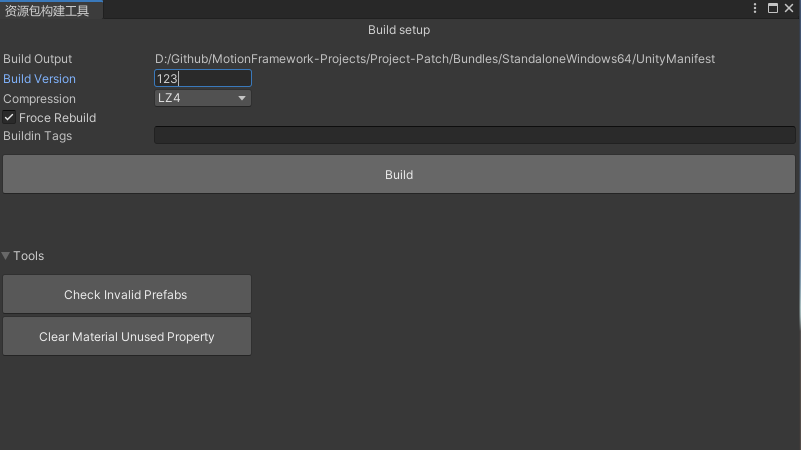 资源包构建工具
Build setup
Build Output D:/Github/MotionFramework-Projects/Project-Patch/Bundles/StandaloneWindows64/UnityManifest
Build Version 123
Compression LZ4
Froce Rebuild
Buildin Tags
Build
Tools
Check Invalid Prefabs
Clear Material Unused Property